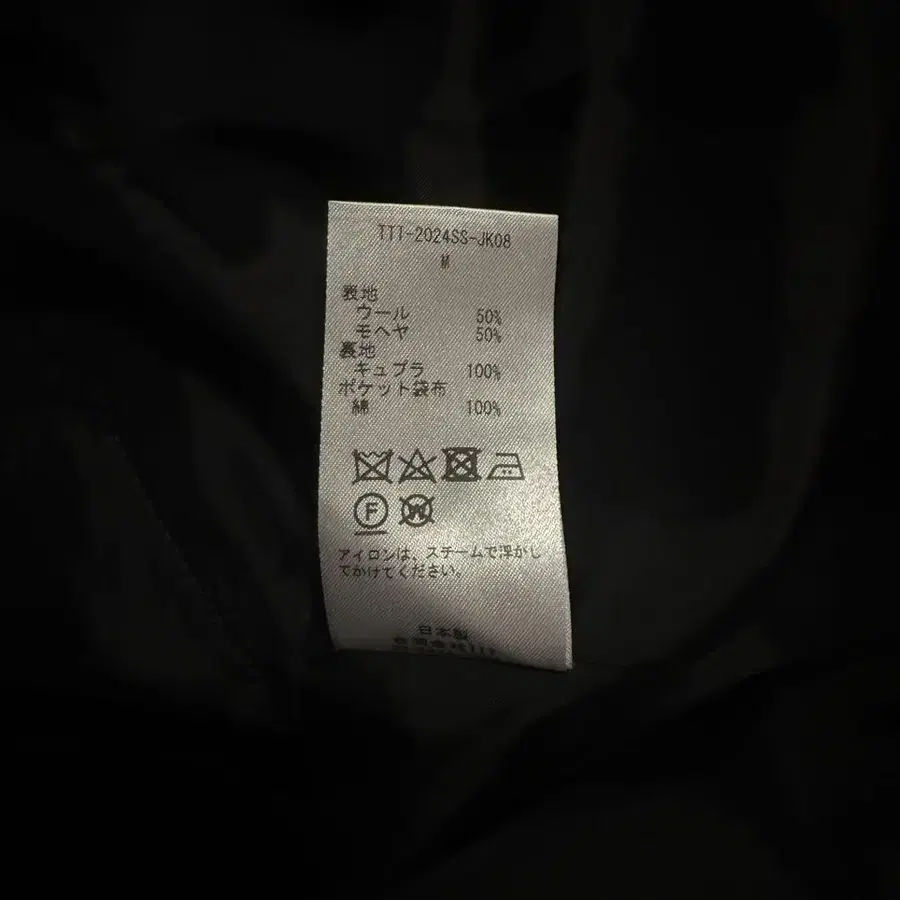 TTT-2024SS-JK08
M
表地
ウール 50%
モヘヤ 50%
裏地
キュプラ 100%
ポケット袋布
綿 100%
F
W
アイロンは、スチームで浮かし
てかけてください。
日本製